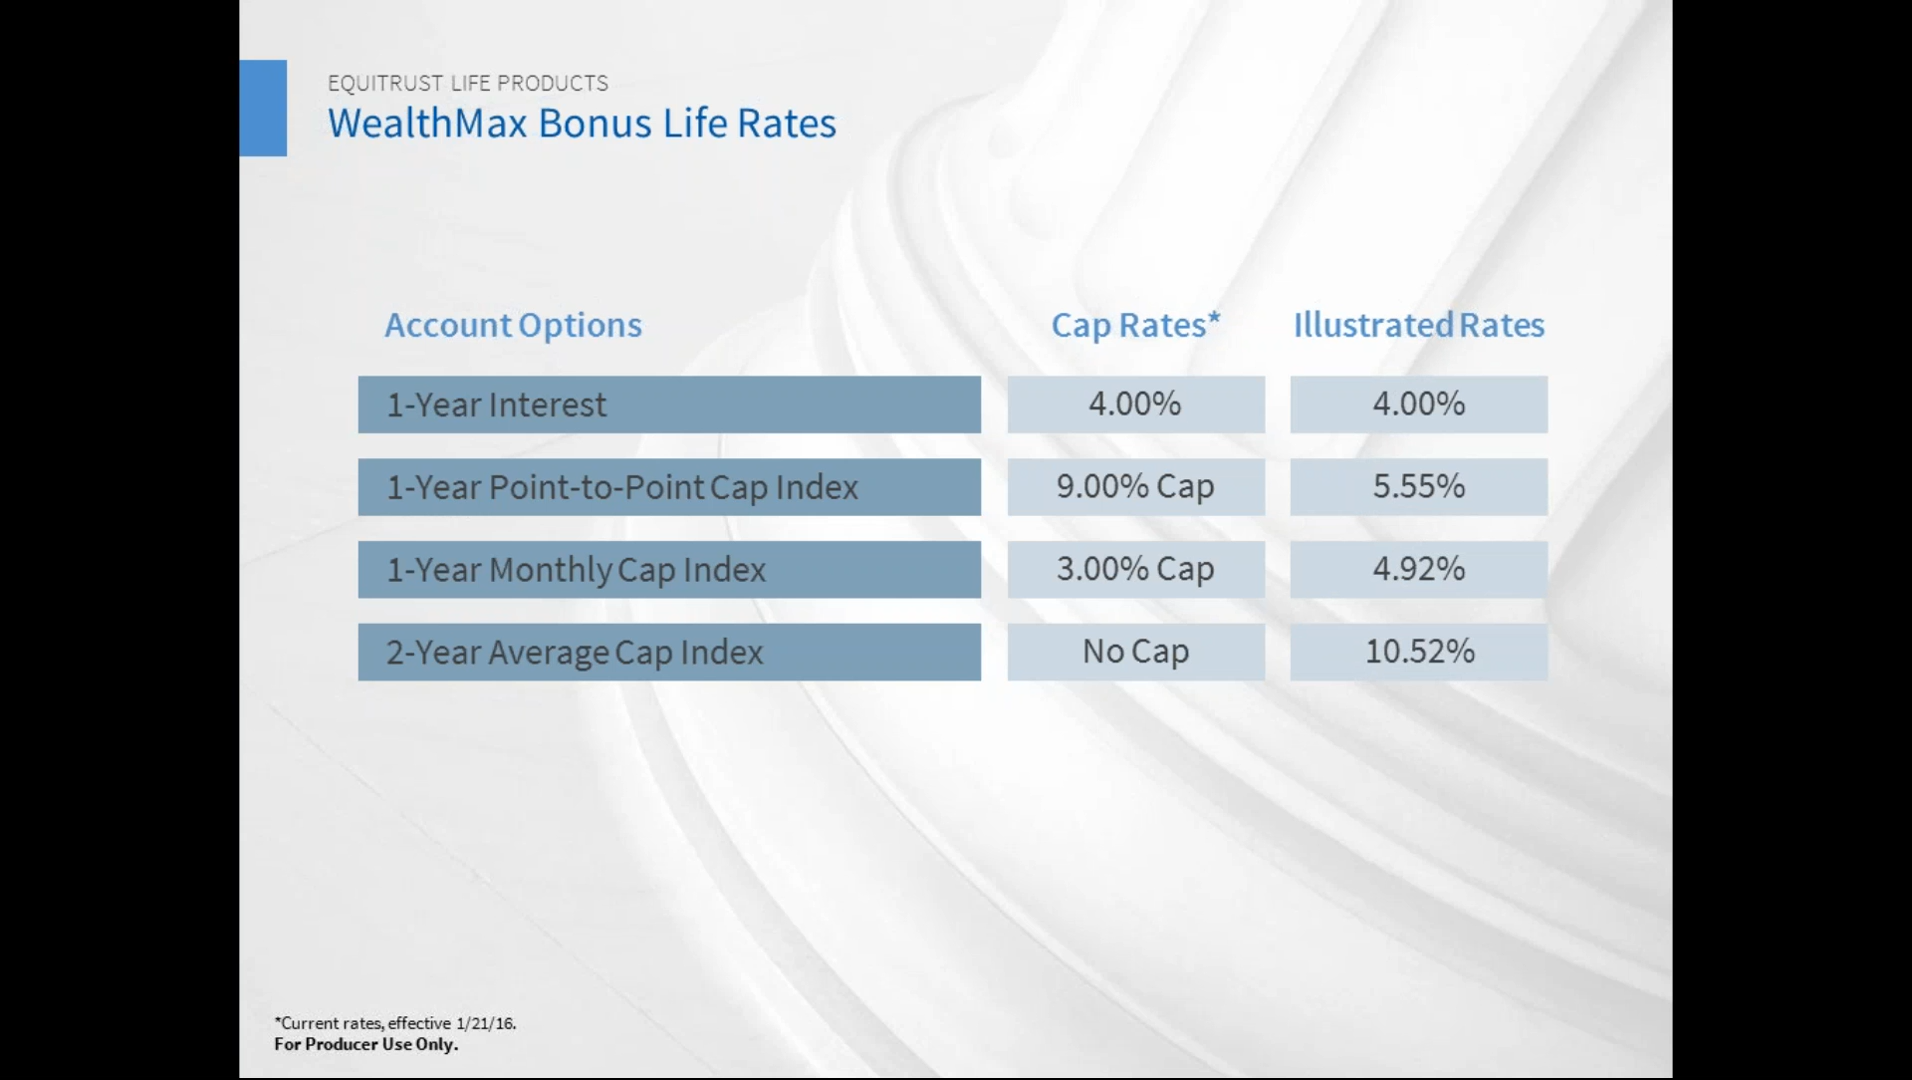 EQUITRUST LIFE PRODUCTS
WealthMax Bonus Life Rates
Account Options Cap Rates* Illustrated Rates
1-Year Interest 4.00% 4.00%
1-Year Point-to-Point Cap Index 9.00% Cap 5.55%
1-Year Monthly Cap Index 3.00% Cap 4.92%
2-Year Average Cap Index No Cap 10.52%
*Current rates, effective 1/21/16.
For Producer Use Only.